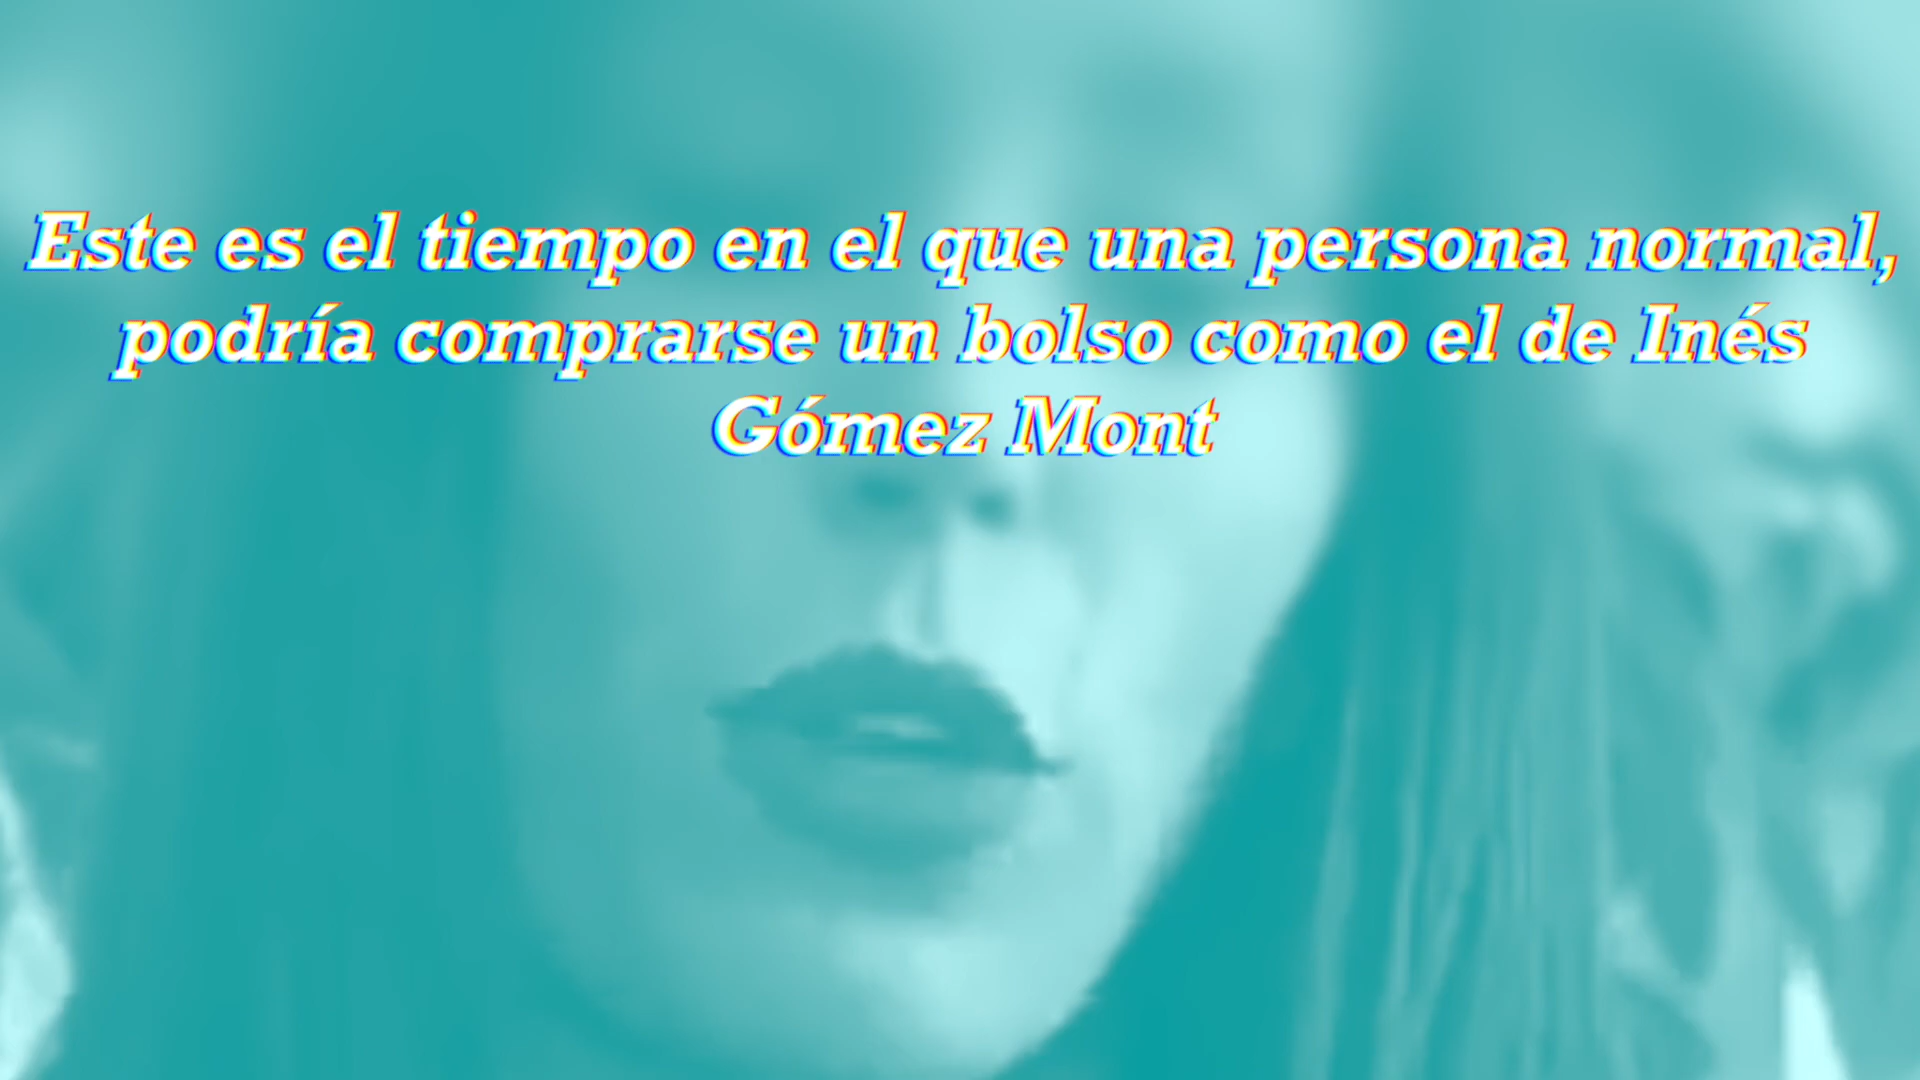 Este es el tiempo en el que una persona normal,
podría comprarse un bolso como el de Inés
Gómez Mont